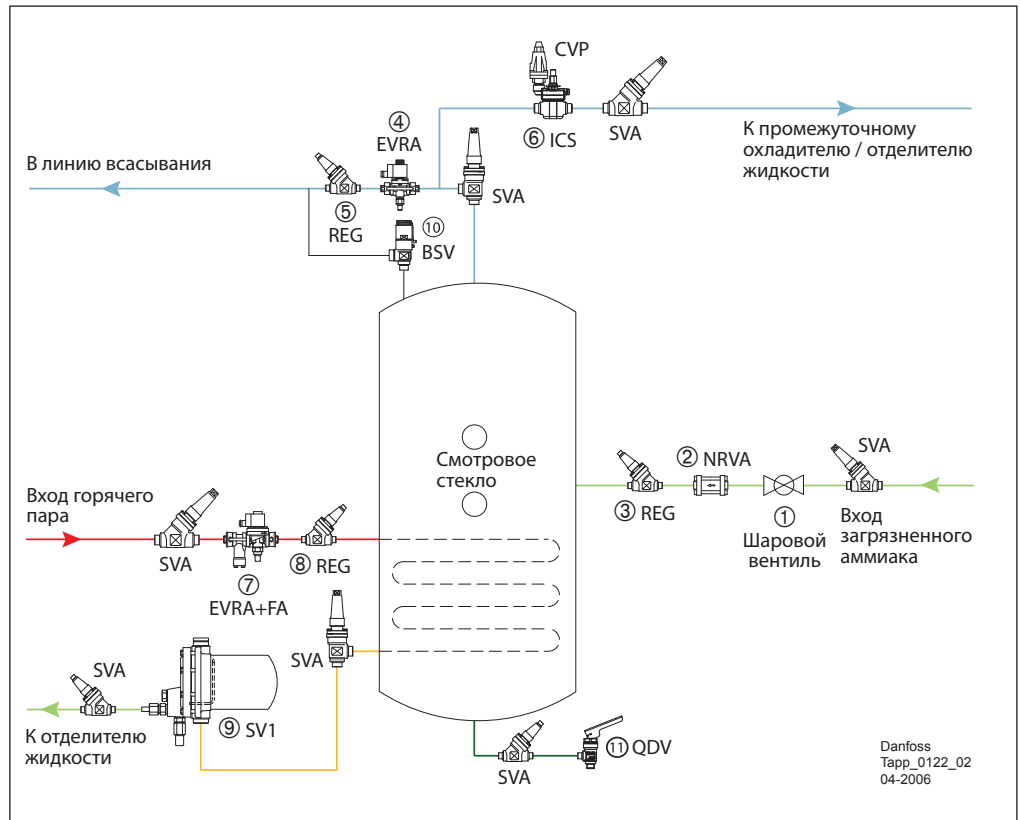 CVP
④
EVRA
⑥ ICS
SVA
К промежуточному
охладителю / отделителю
жидкости
В линию всасывания
SVA
⑤
REG
⑩
BSV
Смотровое
стекло
SVA
② NRVA
③ REG
①
Шаровой
вентиль
Вход
загрязненного
аммиака
Вход горячего
пара
SVA
⑧ REG
⑦
EVRA+FA
SVA
SVA
⑨ SV1
К отделителю
жидкости
SVA
⑪ QDV
Danfoss
Tapp_0122_02
04-2006